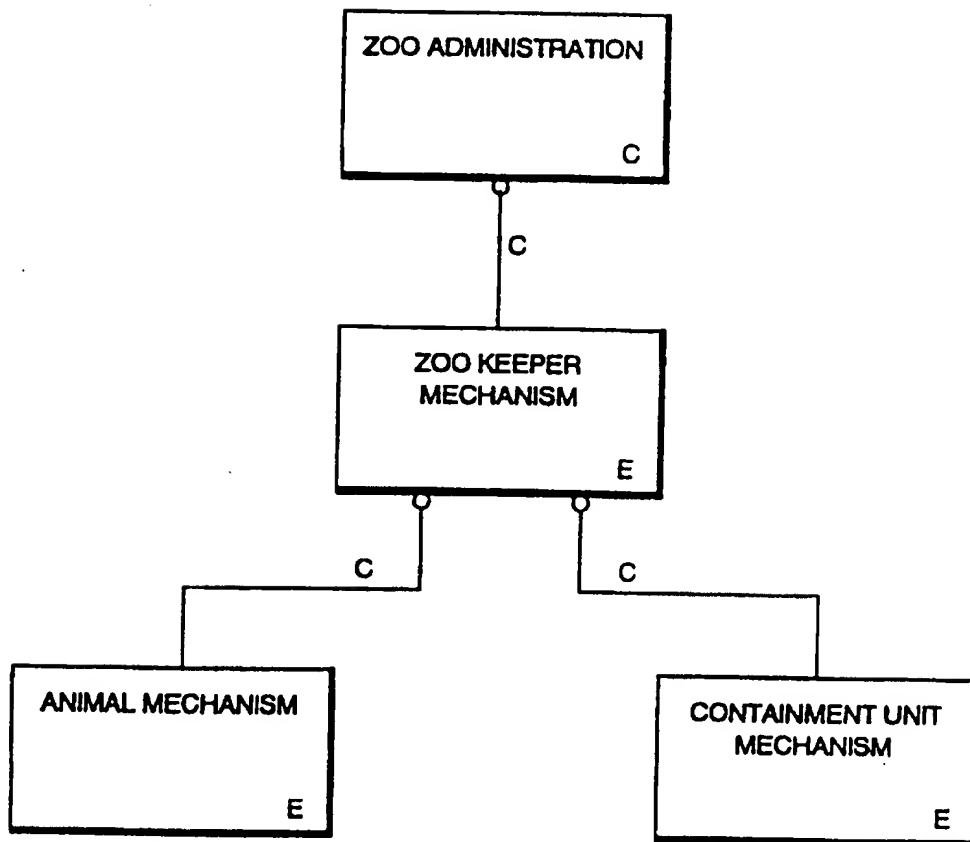 ZOO ADMINISTRATION
C
C
ZOO KEEPER
MECHANISM
E
C
C
ANIMAL MECHANISM
E
CONTAINMENT UNIT
MECHANISM
E